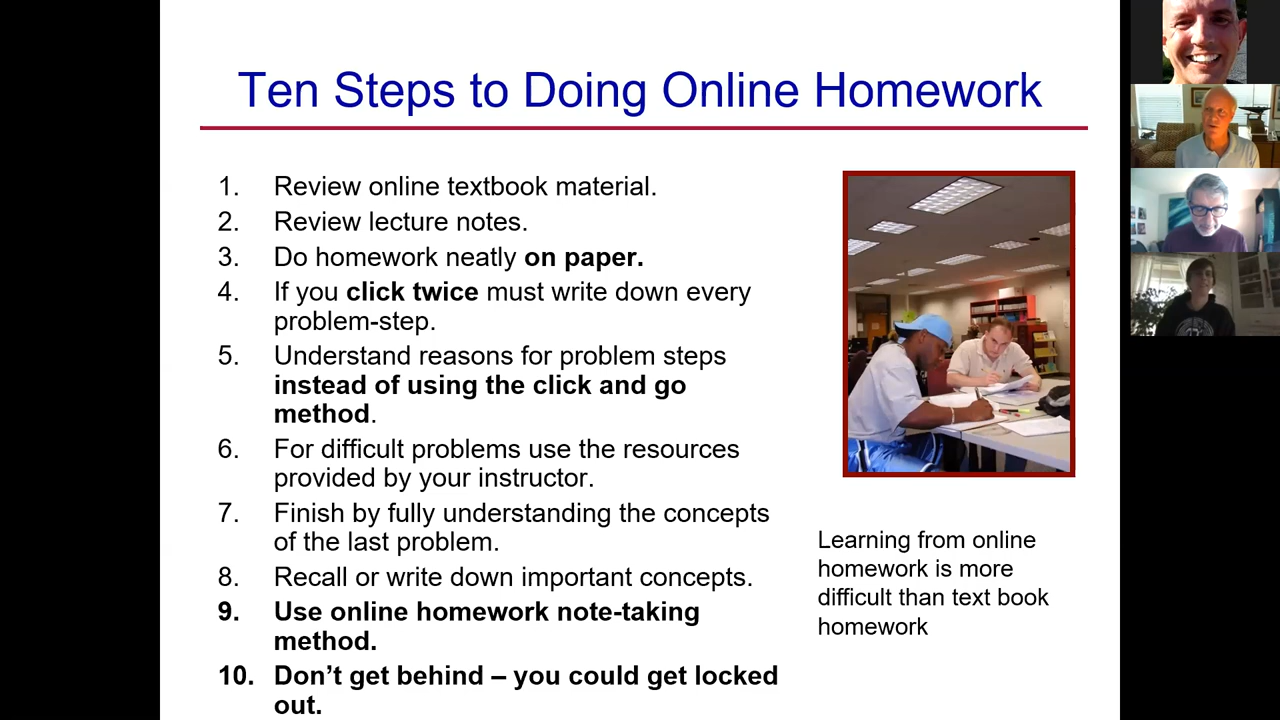 Ten Steps to Doing Online Homework
1. Review online textbook material.
2. Review lecture notes.
3. Do homework neatly on paper.
4. If you click twice must write down every
problem-step.
5. Understand reasons for problem steps
instead of using the click and go
method.
6. For difficult problems use the resources
provided by your instructor.
7. Finish by fully understanding the concepts
of the last problem.
8. Recall or write down important concepts.
9. Use online homework note-taking
method.
10. Don’t get behind – you could get locked
out.
Learning from online
homework is more
difficult than text book
homework